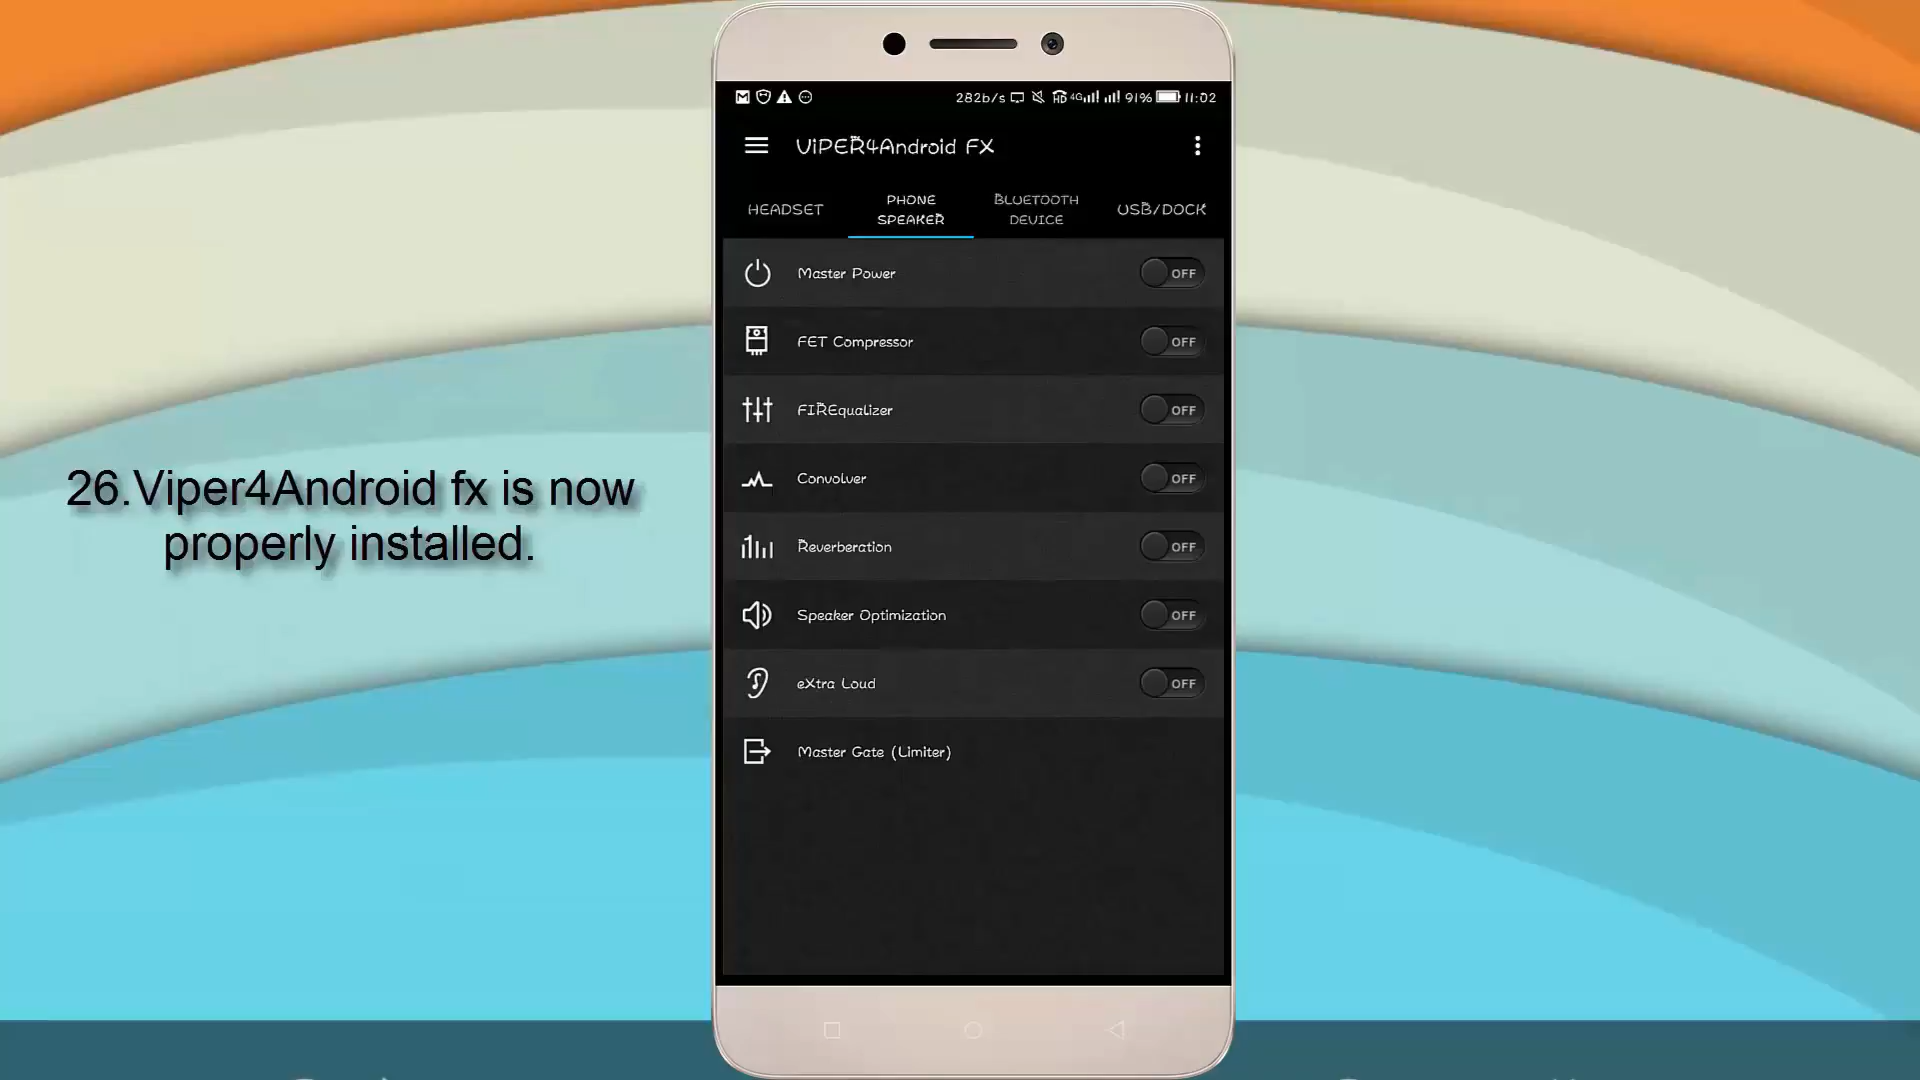 26.Viper4Android fx is now
properly installed.
282b/s HD 4G 91% 11:02
ViPER4Android FX
HEADSET
PHONE
SPEAKER
BLUETOOTH
DEVICE
USB/DOCK
Master Power OFF
FET Compressor OFF
FIREqualizer OFF
Convolver OFF
Reverberation OFF
Speaker Optimization OFF
eXtra Loud OFF
Master Gate (Limiter)